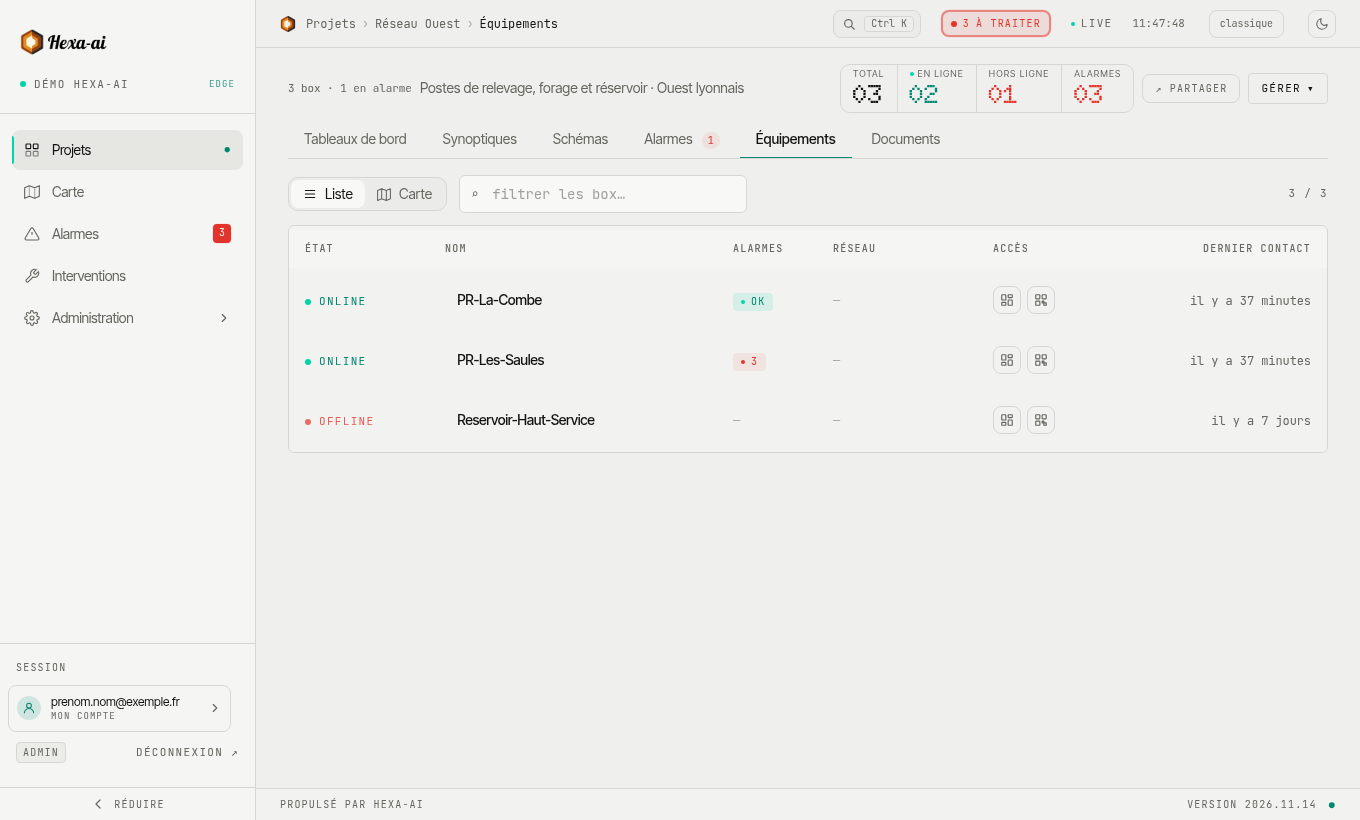 Hexa-ai
DÉMO HEXA-AI EDGE
Projets
Carte
Alarmes 3
Interventions
Administration
SESSION
prenom.nom@exemple.fr
MON COMPTE
ADMIN DÉCONNEXION ↗
RÉDUIRE
Projets › Réseau Ouest › Équipements
Ctrl K
3 À TRAITER
LIVE 11:47:48
classique
3 box · 1 en alarme Postes de relevage, forage et réservoir · Ouest lyonnais
TOTAL EN LIGNE HORS LIGNE ALARMES
03 02 01 03
↗ PARTAGER
GÉRER ▾
Tableaux de bord Synoptiques Schémas Alarmes 1 Équipements Documents
Liste Carte
filtrer les box…
3 / 3
ÉTAT NOM ALARMES RÉSEAU ACCÈS DERNIER CONTACT
ONLINE PR-La-Combe OK — il y a 37 minutes
ONLINE PR-Les-Saules 3 — il y a 37 minutes
OFFLINE Reservoir-Haut-Service — — il y a 7 jours
PROPULSÉ PAR HEXA-AI
VERSION 2026.11.14